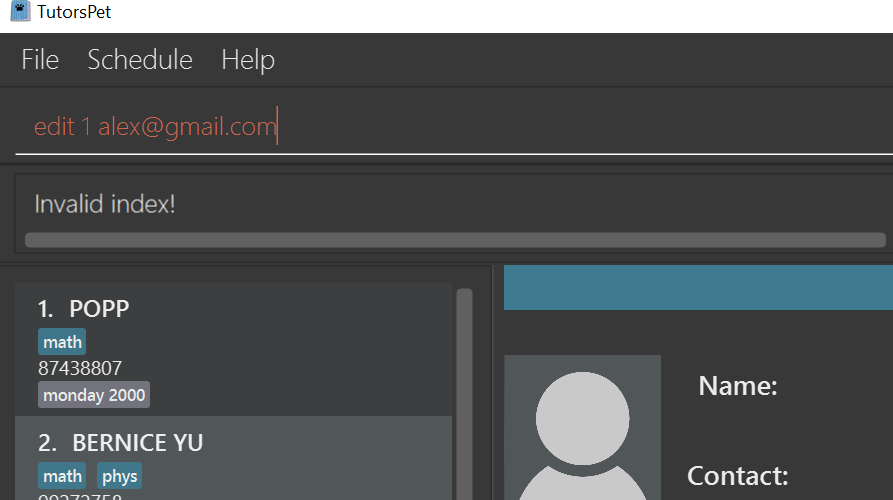 TutorsPet
File Schedule Help
edit 1 alex@gmail.com
Invalid index!
1. POPP
math
87438807
monday 2000
2. BERNICE YU
math phys
99272758
Name:
Contact: